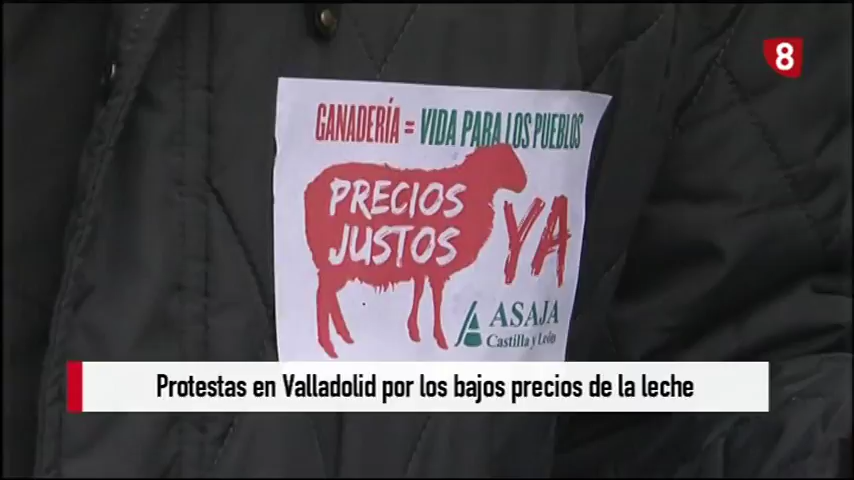 8
GANADERÍA = VIDA PARA LOS PUEBLOS
PRECIOS
JUSTOS
YA
ASAJA
Castilla y León
Protestas en Valladolid por los bajos precios de la leche